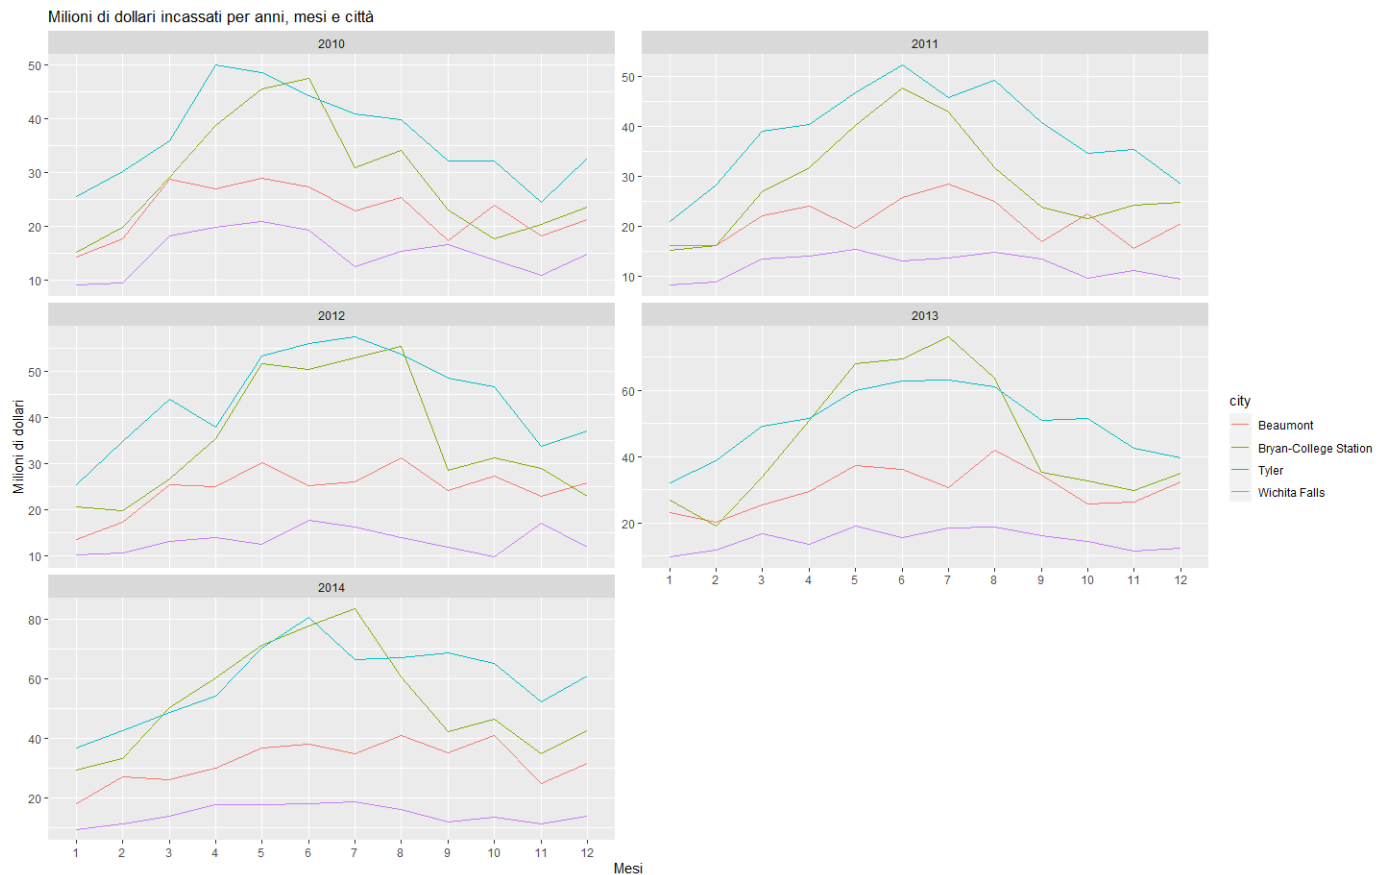 Milioni di dollari incassati per anni, mesi e città
2010
50
40
30
20
10
2011
50
40
30
20
10
2012
50
40
30
20
10
2013
60
40
20
1 2 3 4 5 6 7 8 9 10 11 12
2014
80
60
40
20
1 2 3 4 5 6 7 8 9 10 11 12
Mesi
Milioni di dollari
city
Beaumont
Bryan-College Station
Tyler
Wichita Falls